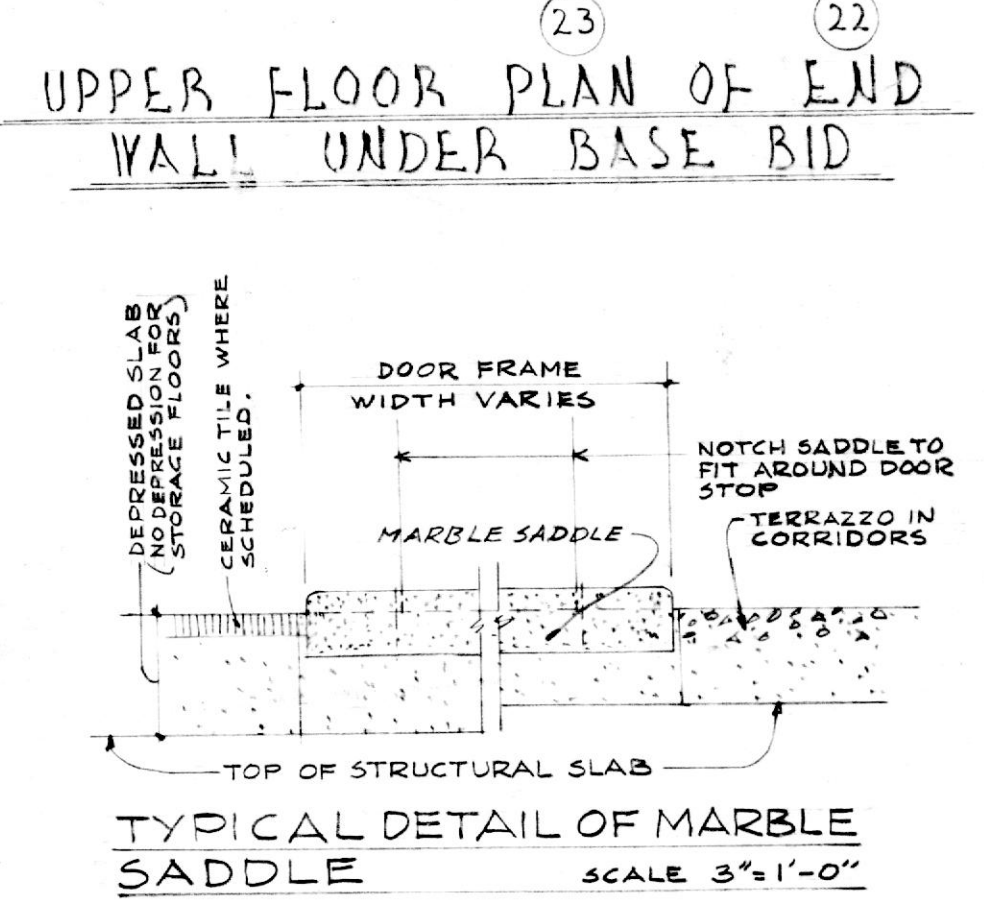 23 22
UPPER FLOOR PLAN OF END
WALL UNDER BASE BID
DEPRESSED SLAB
NO DEPRESSION FOR
STORAGE FLOORS)
CERAMIC TILE WHERE
SCHEDULED.
DOOR FRAME
WIDTH VARIES
NOTCH SADDLE TO
FIT AROUND DOOR
STOP
MARBLE SADDLE
TERRAZZO IN
CORRIDORS
TOP OF STRUCTURAL SLAB
TYPICAL DETAIL OF MARBLE
SADDLE SCALE 3"=1'-0"